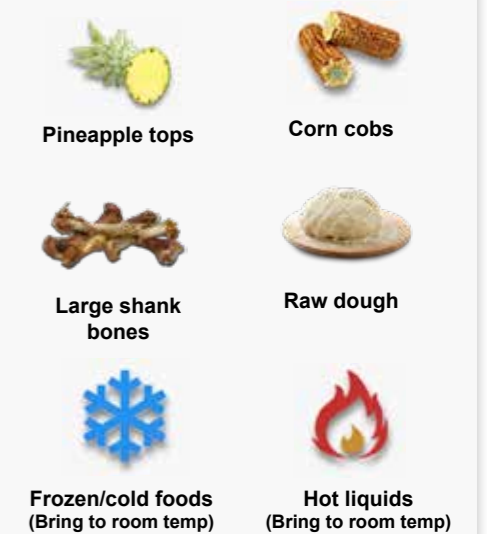 Pineapple tops
Corn cobs
Large shank
bones
Raw dough
Frozen/cold foods
(Bring to room temp)
Hot liquids
(Bring to room temp)